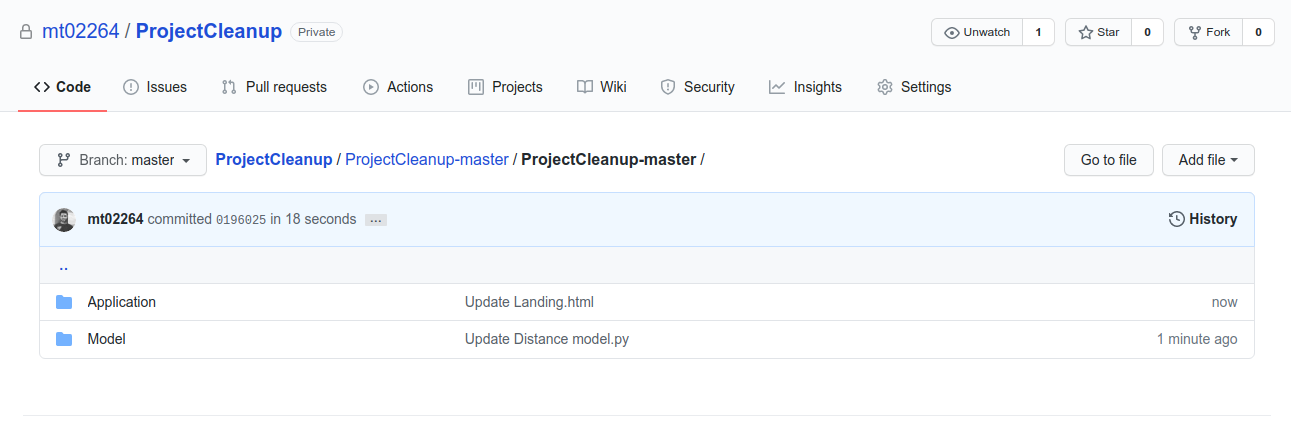 mt02264 / ProjectCleanup Private Unwatch 1 Star 0 Fork 0
Code Issues Pull requests Actions Projects Wiki Security Insights Settings
Branch: master ProjectCleanup / ProjectCleanup-master / ProjectCleanup-master / Go to file Add file
mt02264 committed 0196025 in 18 seconds ... History
..
Application Update Landing.html now
Model Update Distance model.py 1 minute ago